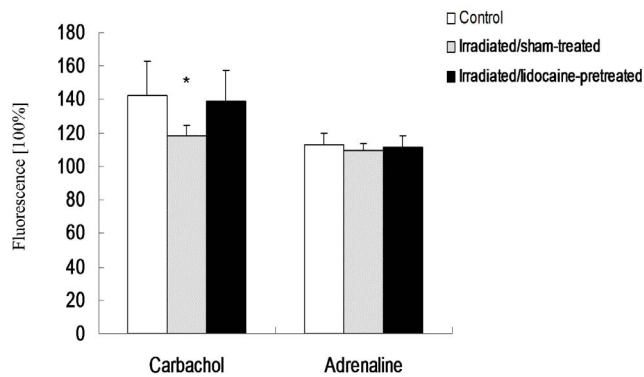 Control
Irradiated/sham-treated
Irradiated/lidocaine-pretreated
Fluorescence [100%]
180
160
140
120
100
80
60
40
20
0
*
Carbachol
Adrenaline